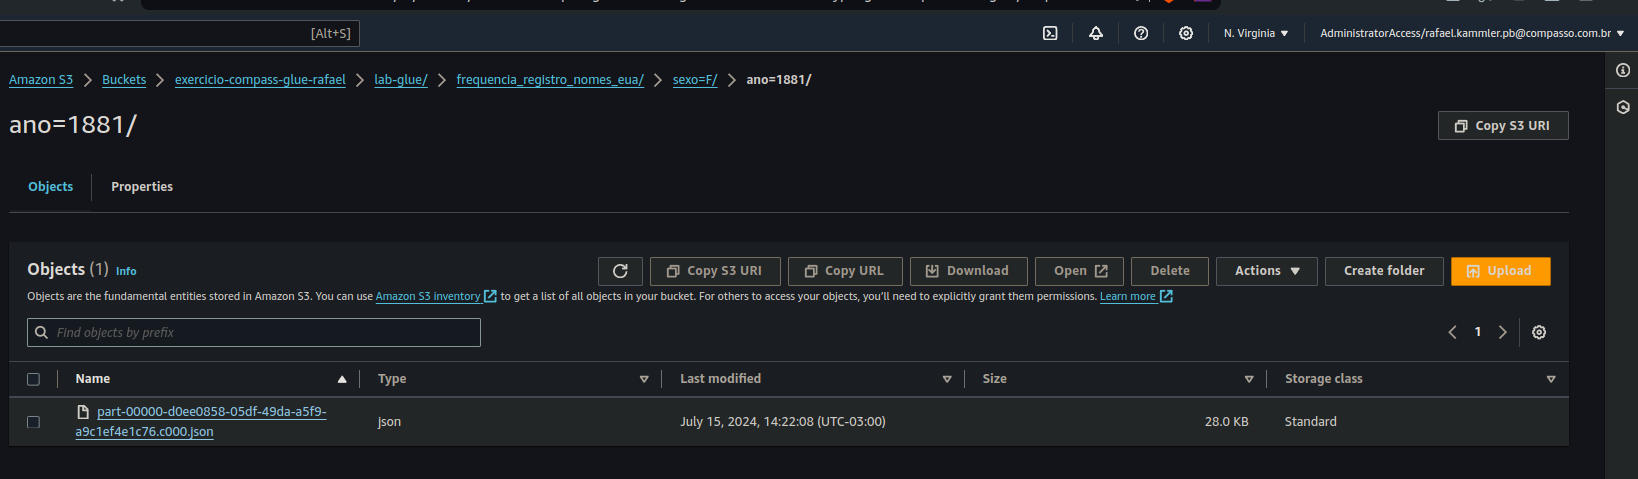 [Alt+S]
N. Virginia
AdministratorAccess/rafael.kammler.pb@compasso.com.br
Amazon S3 Buckets exercicio-compass-glue-rafael lab-glue/ frequencia_registro_nomes_eua/ sexo=F/ ano=1881/
ano=1881/
Copy S3 URI
Objects Properties
Objects (1) Info
Copy S3 URI Copy URL Download Open Delete Actions Create folder Upload
Objects are the fundamental entities stored in Amazon S3. You can use Amazon S3 inventory to get a list of all objects in your bucket. For others to access your objects, you'll need to explicitly grant them permissions. Learn more
Find objects by prefix
1
Name Type Last modified Size Storage class
part-00000-d0ee0858-05df-49da-a5f9-
a9c1ef4e1c76.c000.json
json
July 15, 2024, 14:22:08 (UTC-03:00)
28.0 KB
Standard